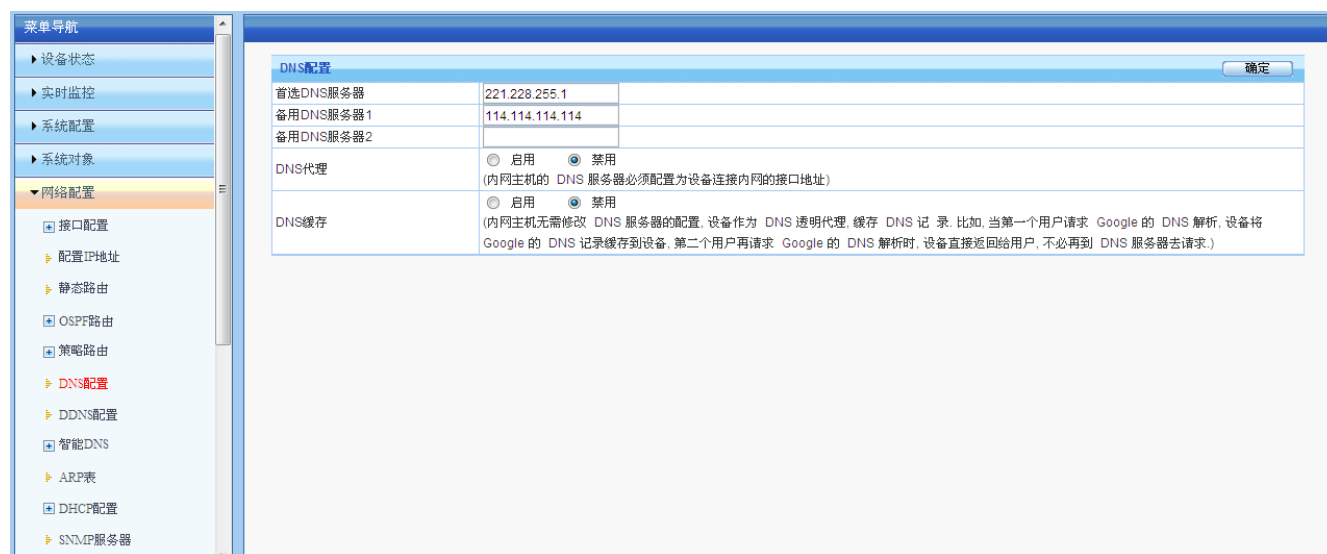 菜单导航
设备状态
实时监控
系统配置
系统对象
网络配置
接口配置
配置IP地址
静态路由
OSPF路由
策略路由
DNS配置
DDNS配置
智能DNS
ARP表
DHCP配置
SNMP服务器
DNS配置
确定
首选DNS服务器 221.228.255.1
备用DNS服务器1 114.114.114.114
备用DNS服务器2
DNS代理
启用 禁用
(内网主机的 DNS 服务器必须配置为设备连接内网的接口地址)
DNS缓存
启用 禁用
(内网主机无需修改 DNS 服务器的配置, 设备作为 DNS 透明代理, 缓存 DNS 记 录. 比如, 当第一个用户请求 Google 的 DNS 解析, 设备将
Google 的 DNS 记录缓存到设备, 第二个用户再请求 Google 的 DNS 解析时, 设备直接返回给用户, 不必再到 DNS 服务器去请求.)